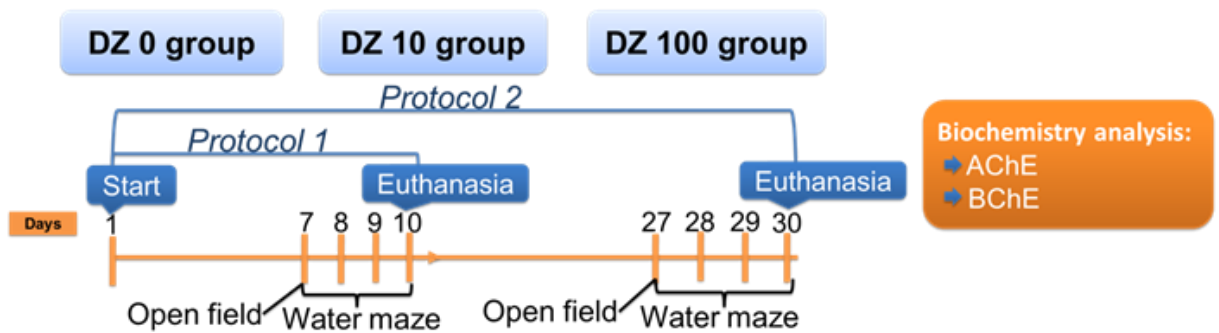 DZ 0 group
DZ 10 group
DZ 100 group
Protocol 2
Protocol 1
Start
Euthanasia
Euthanasia
Days
1 7 8 9 10 27 28 29 30
Open field
Water maze
Open field
Water maze
Biochemistry analysis:
AChE
BChE